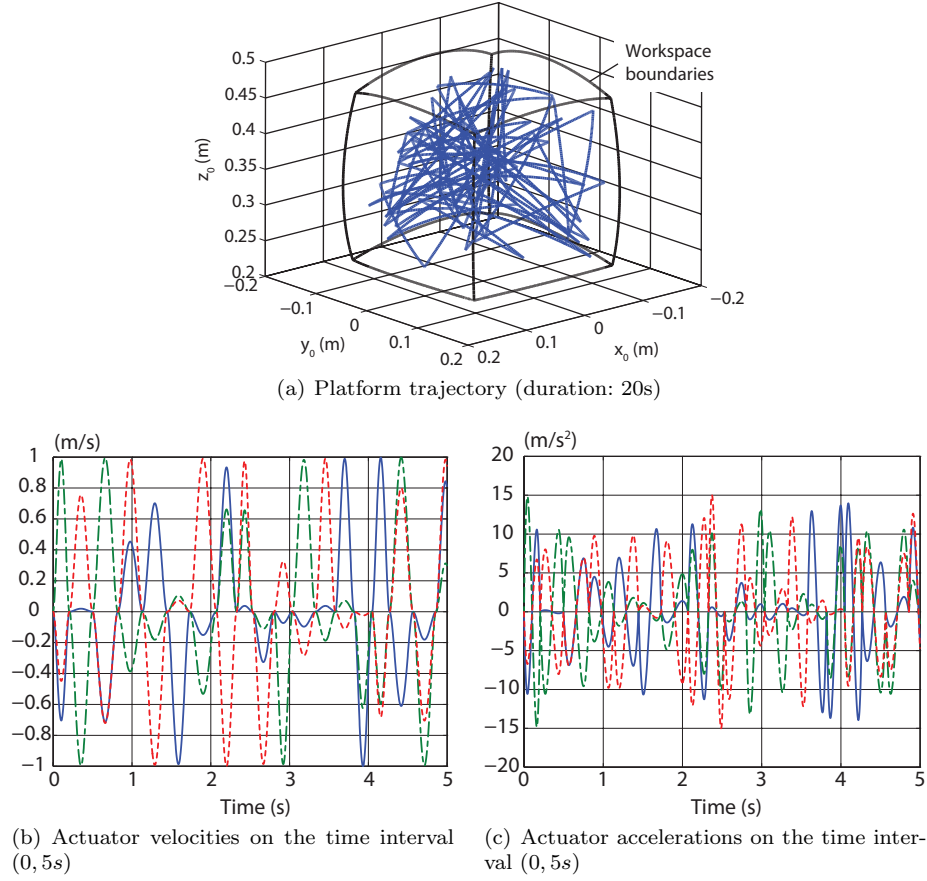 Workspace
boundaries
0.5
0.45
0.4
0.35
0.3
0.25
0.2
z₀ (m)
−0.2
−0.1
0
0.1
0.2
y₀ (m)
0.2
0.1
0
−0.1
−0.2
x₀ (m)
(a) Platform trajectory (duration: 20s)
(m/s)
1
0.8
0.6
0.4
0.2
0
−0.2
−0.4
−0.6
−0.8
−1
0 1 2 3 4 5
Time (s)
(b) Actuator velocities on the time interval
(0, 5s)
(m/s²)
20
15
10
5
0
−5
−10
−15
−20
0 1 2 3 4 5
Time (s)
(c) Actuator accelerations on the time inter-
val (0, 5s)